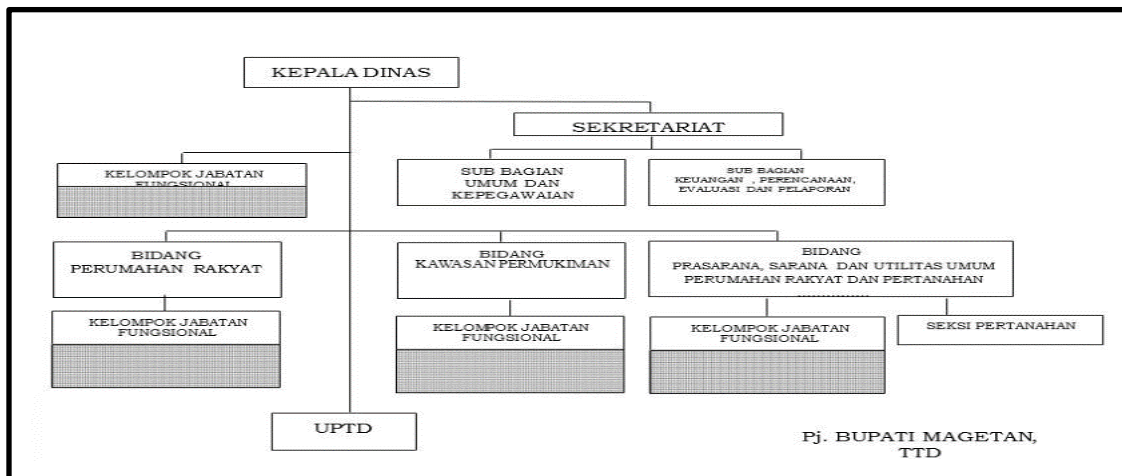 KEPALA DINAS
SEKRETARIAT
KELOMPOK JABATAN
FUNGSIONAL
SUB BAGIAN
UMUM DAN
KEPEGAWAIAN
SUB BAGIAN
KEUANGAN , PERENCANAAN,
EVALUASI DAN PELAPORAN
BIDANG
PERUMAHAN RAKYAT
BIDANG
KAWASAN PERMUKIMAN
BIDANG
PRASARANA, SARANA DAN UTILITAS UMUM
PERUMAHAN RAKYAT DAN PERTANAHAN
KELOMPOK JABATAN
FUNGSIONAL
KELOMPOK JABATAN
FUNGSIONAL
KELOMPOK JABATAN
FUNGSIONAL
SEKSI PERTANAHAN
UPTD
Pj. BUPATI MAGETAN,
TTD